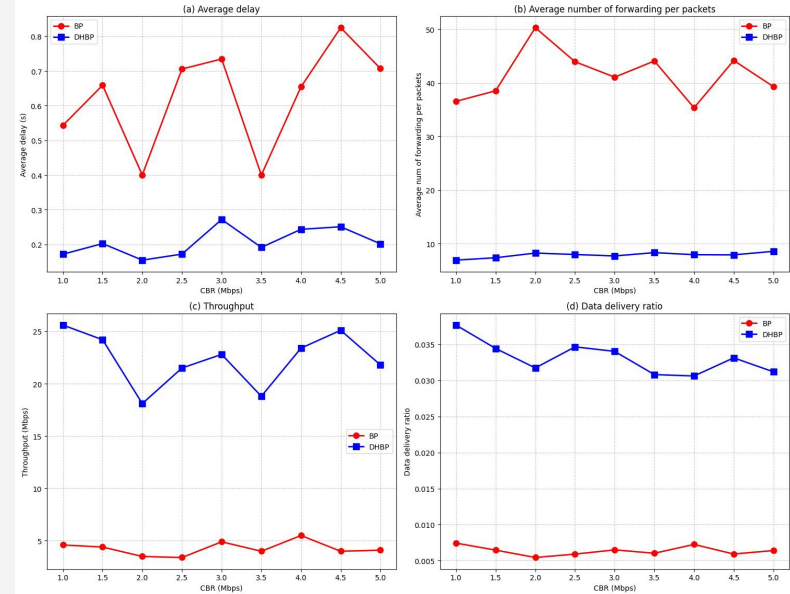 (a) Average delay
BP
DHBP
Average delay (s)
0.8
0.7
0.6
0.5
0.4
0.3
0.2
1.0 1.5 2.0 2.5 3.0 3.5 4.0 4.5 5.0
CBR (Mbps)
(b) Average number of forwarding per packets
BP
DHBP
Average num of forwarding per packets
50
40
30
20
10
1.0 1.5 2.0 2.5 3.0 3.5 4.0 4.5 5.0
CBR (Mbps)
(c) Throughput
BP
DHBP
Throughput (Mbps)
25
20
15
10
5
1.0 1.5 2.0 2.5 3.0 3.5 4.0 4.5 5.0
CBR (Mbps)
(d) Data delivery ratio
BP
DHBP
Data delivery ratio
0.035
0.030
0.025
0.020
0.015
0.010
0.005
1.0 1.5 2.0 2.5 3.0 3.5 4.0 4.5 5.0
CBR (Mbps)